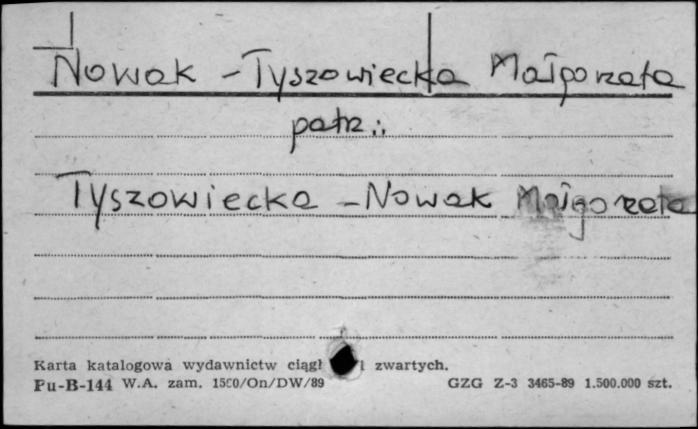 Nowak - Tyszowiecka Małgorzata
patrz:
Tyszowiecka - Nowak Małgorzata
Karta katalogowa wydawnictw ciągł i zwartych.
Pu-B-144 W.A. zam. 1500/On/DW/89 GZG Z-3 3465-89 1.500.000 szt.